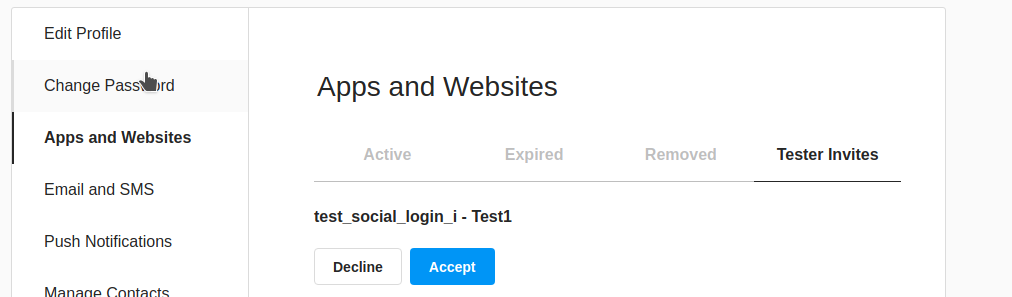 Edit Profile
Change Password
Apps and Websites
Email and SMS
Push Notifications
Manage Contacts
Apps and Websites
Active Expired Removed Tester Invites
test_social_login_i - Test1
Decline Accept